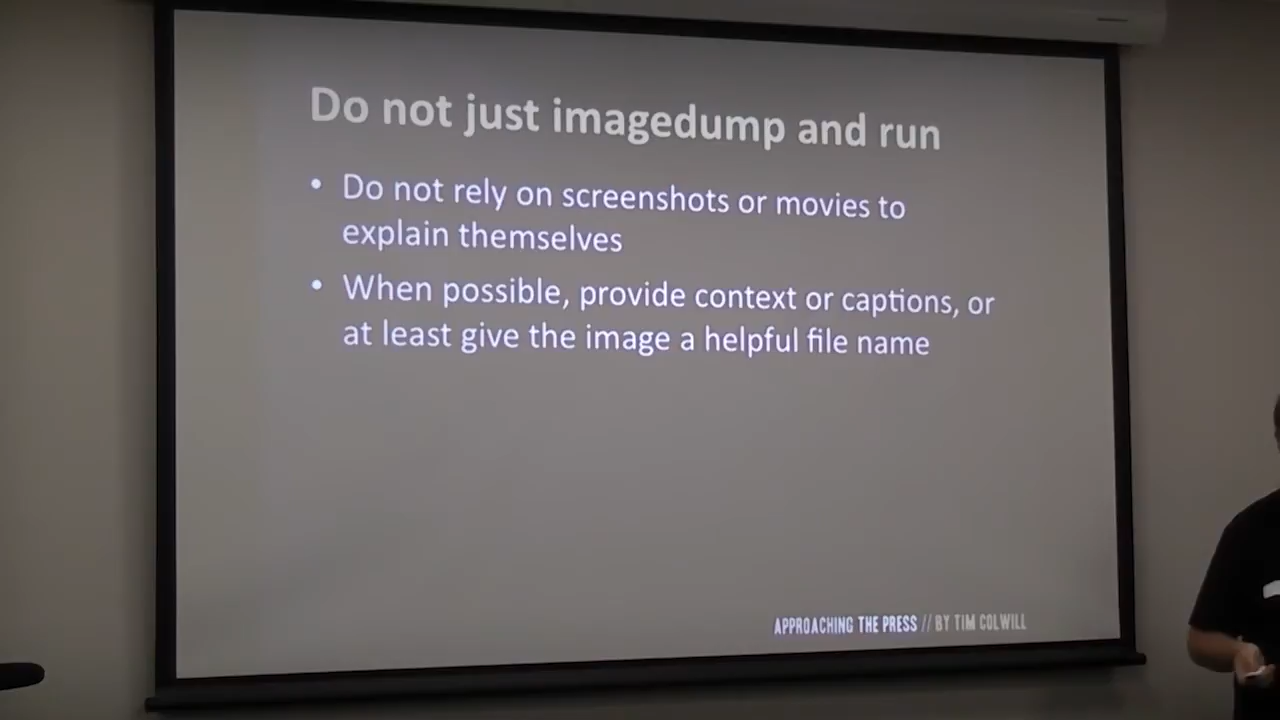 Do not just imagedump and run
• Do not rely on screenshots or movies to
explain themselves
• When possible, provide context or captions, or
at least give the image a helpful file name
APPROACHING THE PRESS // BY TIM COLWILL